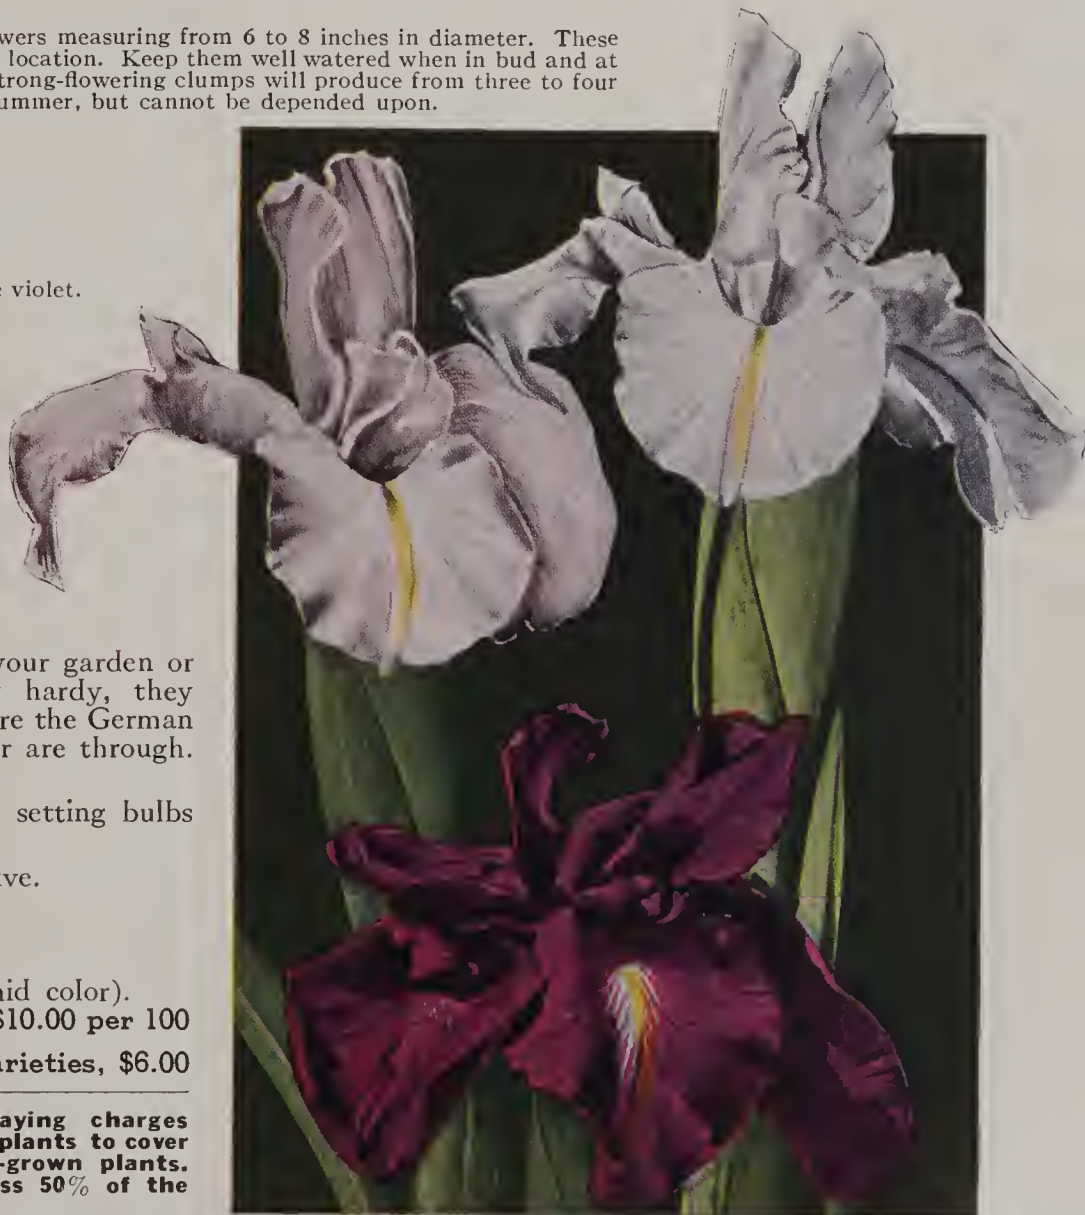 wers measuring from 6 to 8 inches in diameter. These
location. Keep them well watered when in bud and at
trong-flowering clumps will produce from three to four
ummer, but cannot be depended upon.
violet.
your garden or
hardy, they
re the German
r are through.
setting bulbs
ve.
id color).
$10.00 per 100
rieties, $6.00
aying charges
plants to cover
-grown plants.
ss 50% of the